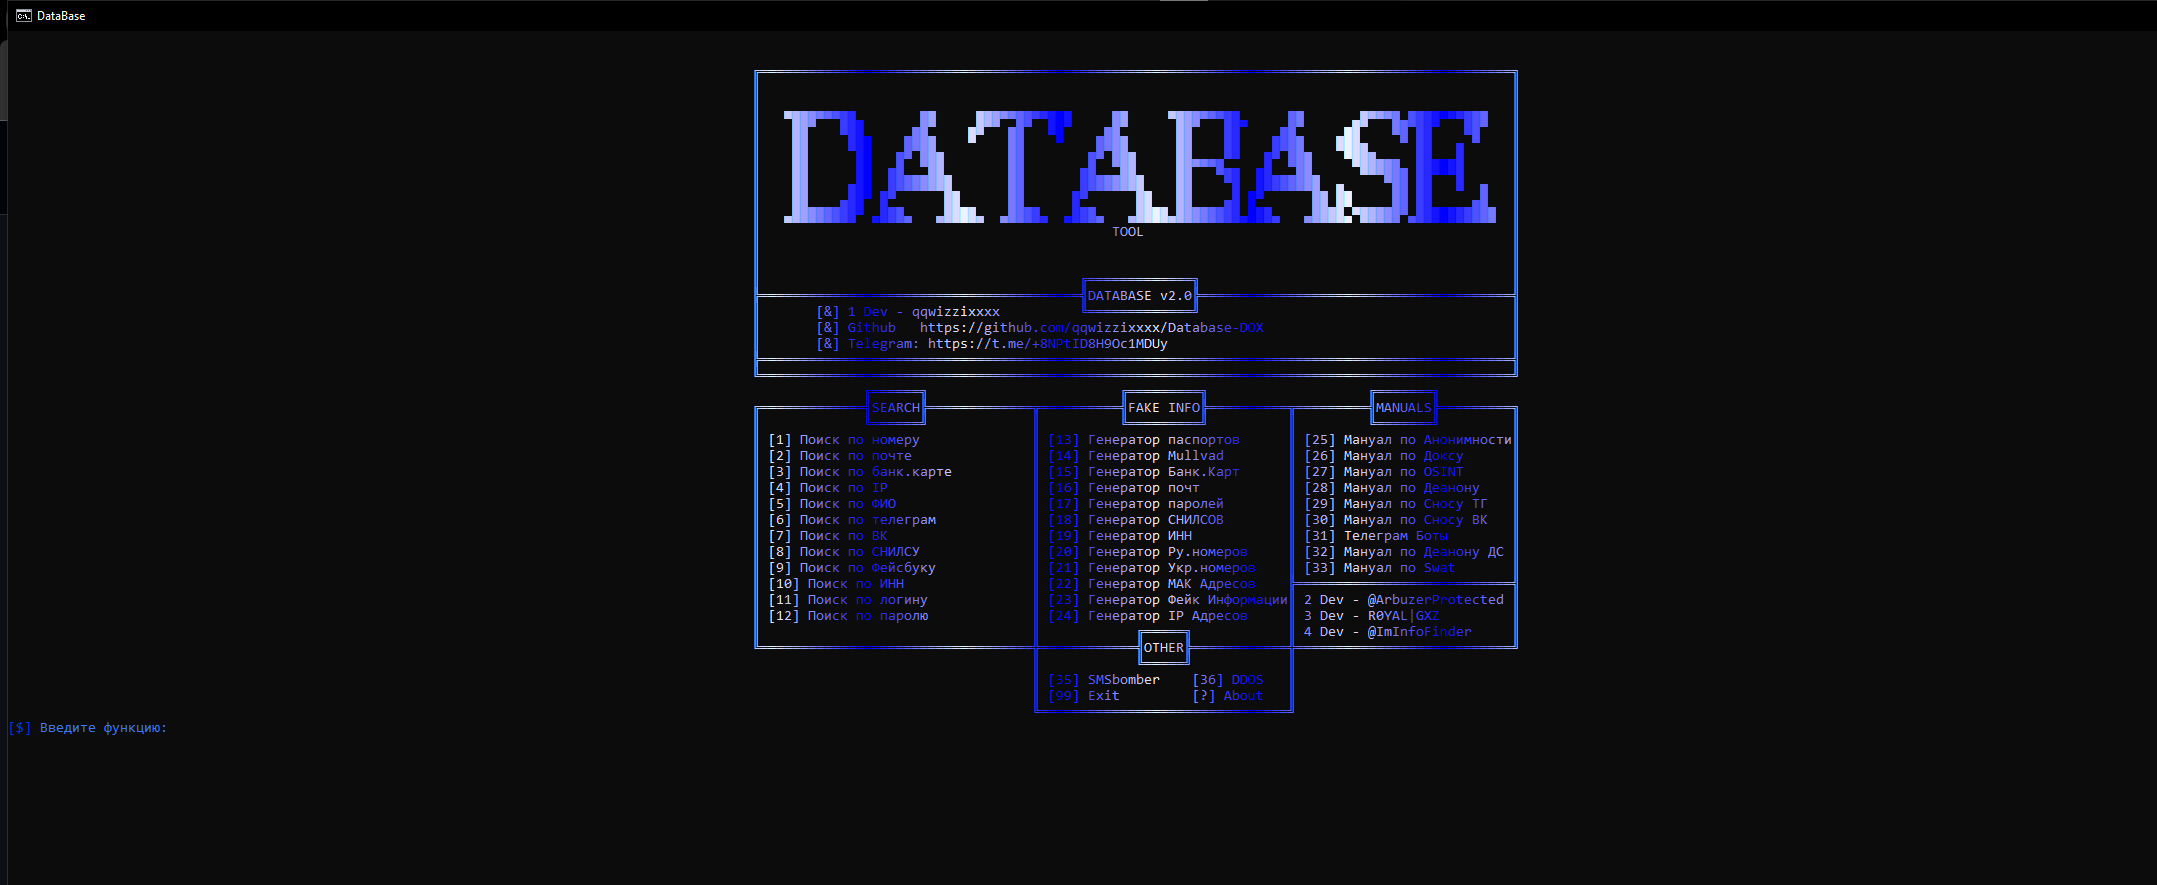 DataBase
DATABASE
TOOL
DATABASE v2.0
[&] 1 Dev - qqwizzixxxx
[&] Github https://github.com/qqwizzixxxx/Database-DOX
[&] Telegram: https://t.me/+8NPtID8H9Oc1MDUy
SEARCH
[1] Поиск по номеру
[2] Поиск по почте
[3] Поиск по банк.карте
[4] Поиск по IP
[5] Поиск по ФИО
[6] Поиск по телеграм
[7] Поиск по ВК
[8] Поиск по СНИЛСУ
[9] Поиск по Фейсбуку
[10] Поиск по ИНН
[11] Поиск по логину
[12] Поиск по паролю
FAKE INFO
[13] Генератор паспортов
[14] Генератор Mullvad
[15] Генератор Банк.Карт
[16] Генератор почт
[17] Генератор паролей
[18] Генератор СНИЛСОВ
[19] Генератор ИНН
[20] Генератор Ру.номеров
[21] Генератор Укр.номеров
[22] Генератор МАК Адресов
[23] Генератор Фейк Информации
[24] Генератор IP Адресов
MANUALS
[25] Мануал по Анонимности
[26] Мануал по Доксу
[27] Мануал по OSINT
[28] Мануал по Деанону
[29] Мануал по Сносу ТГ
[30] Мануал по Сносу ВК
[31] Телеграм Боты
[32] Мануал по Деанону ДС
[33] Мануал по Swat
2 Dev - @ArbuzerProtected
3 Dev - R0YAL|GXZ
4 Dev - @ImInfoFinder
OTHER
[35] SMSbomber [36] DDOS
[99] Exit [?] About
[$] Введите функцию: